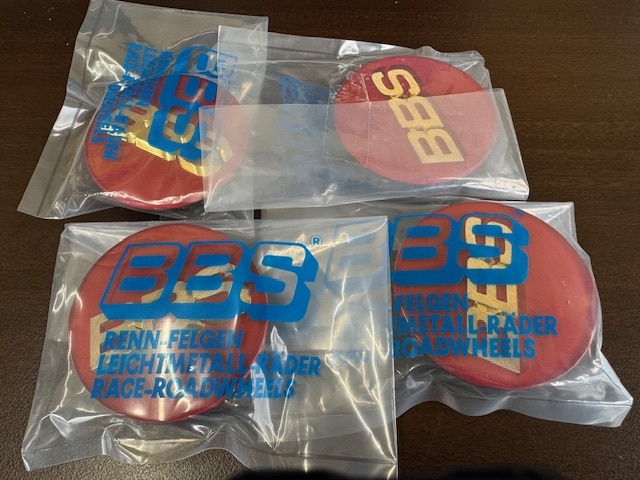 BBS
BBS
BBS®
RENN-FELGEN
LEICHTMETALL-RÄDER
RACE-ROADWHEELS
BBS
FELGEN
METALL-RÄDER
ROADWHEELS